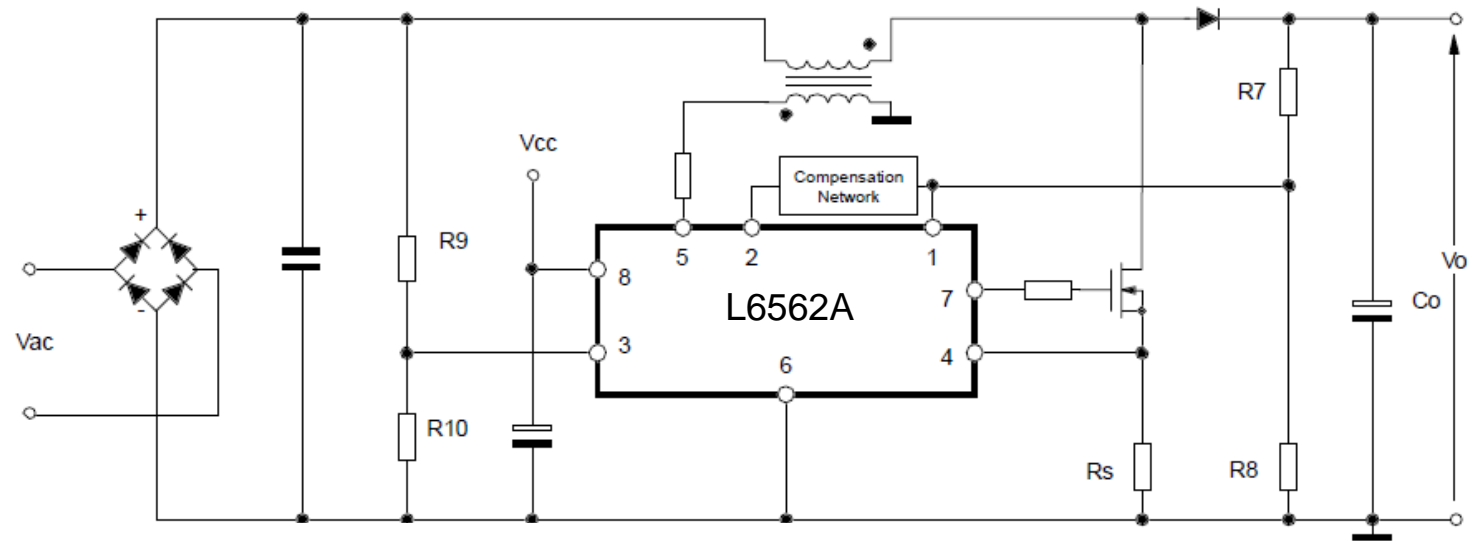 R7
Vcc
Compensation
Network
+
R9
5
2
1
8
7
L6562A
Vo
Co
-
Vac
3
6
4
R10
Rs
R8